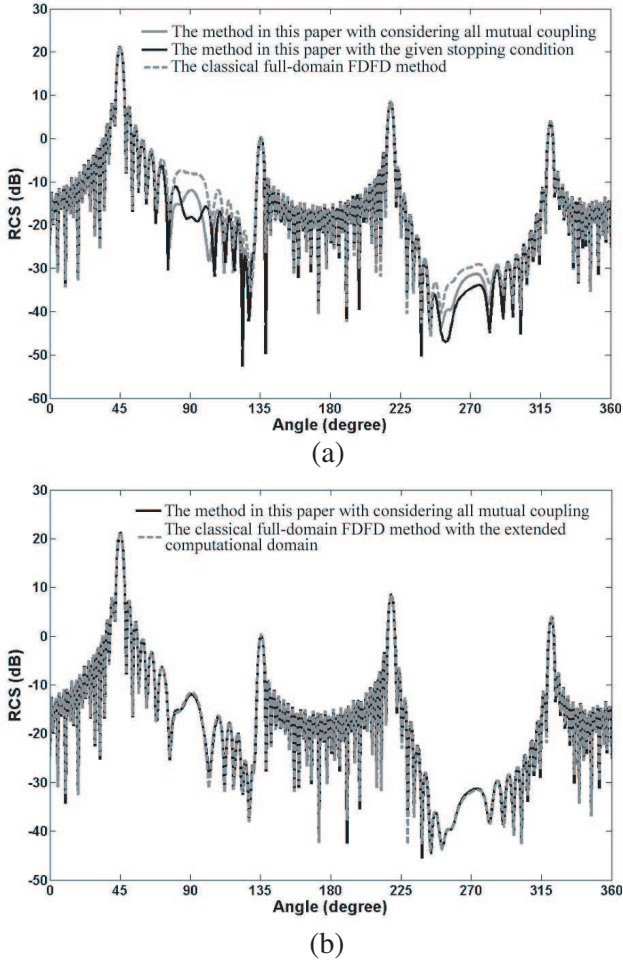 30
20
10
0
-10
-20
-30
-40
-50
-60
RCS (dB)
The method in this paper with considering all mutual coupling
The method in this paper with the given stopping condition
The classical full-domain FDFD method
0 45 90 135 180 225 270 315 360
Angle (degree)
(a)
30
20
10
0
-10
-20
-30
-40
-50
RCS (dB)
The method in this paper with considering all mutual coupling
The classical full-domain FDFD method with the extended
computational domain
0 45 90 135 180 225 270 315 360
Angle (degree)
(b)